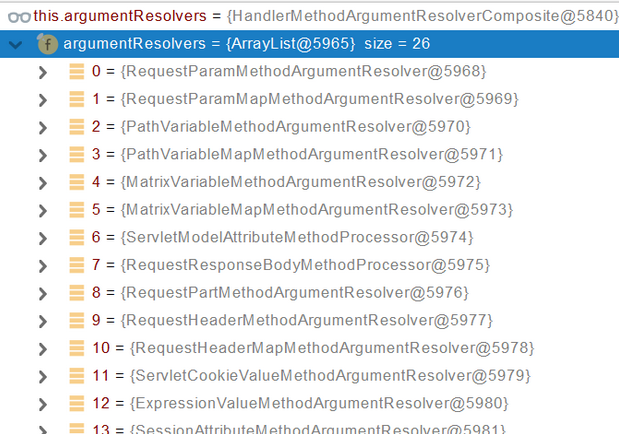 this.argumentResolvers = {HandlerMethodArgumentResolverComposite@5840}
f argumentResolvers = {ArrayList@5965} size = 26
0 = {RequestParamMethodArgumentResolver@5968}
1 = {RequestParamMapMethodArgumentResolver@5969}
2 = {PathVariableMethodArgumentResolver@5970}
3 = {PathVariableMapMethodArgumentResolver@5971}
4 = {MatrixVariableMethodArgumentResolver@5972}
5 = {MatrixVariableMapMethodArgumentResolver@5973}
6 = {ServletModelAttributeMethodProcessor@5974}
7 = {RequestResponseBodyMethodProcessor@5975}
8 = {RequestPartMethodArgumentResolver@5976}
9 = {RequestHeaderMethodArgumentResolver@5977}
10 = {RequestHeaderMapMethodArgumentResolver@5978}
11 = {ServletCookieValueMethodArgumentResolver@5979}
12 = {ExpressionValueMethodArgumentResolver@5980}
13 = {SessionAttributeMethodArgumentResolver@5981}